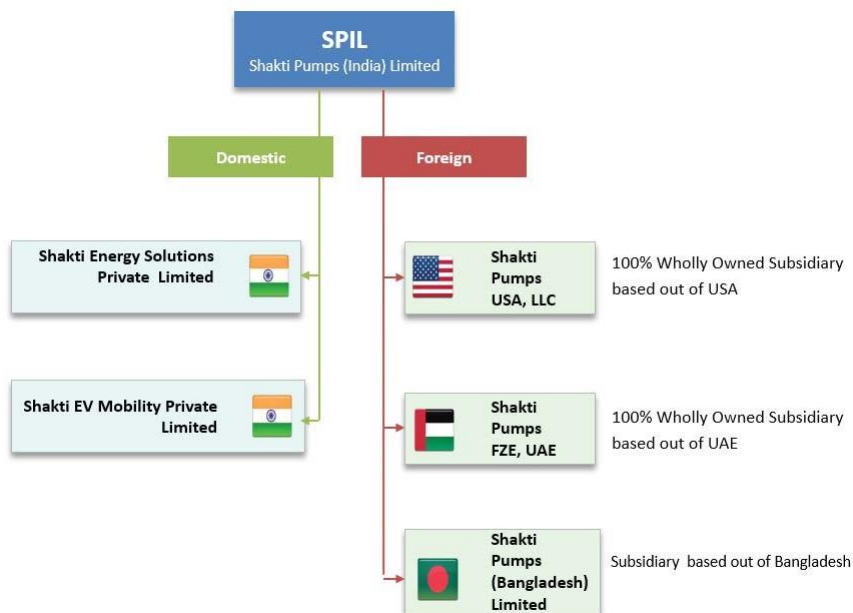 SPIL
Shakti Pumps (India) Limited
Domestic
Foreign
Shakti Energy Solutions
Private Limited
Shakti EV Mobility Private
Limited
Shakti
Pumps
USA, LLC
100% Wholly Owned Subsidiary
based out of USA
Shakti
Pumps
FZE, UAE
100% Wholly Owned Subsidiary
based out of UAE
Shakti
Pumps
(Bangladesh)
Limited
Subsidiary based out of Bangladesh